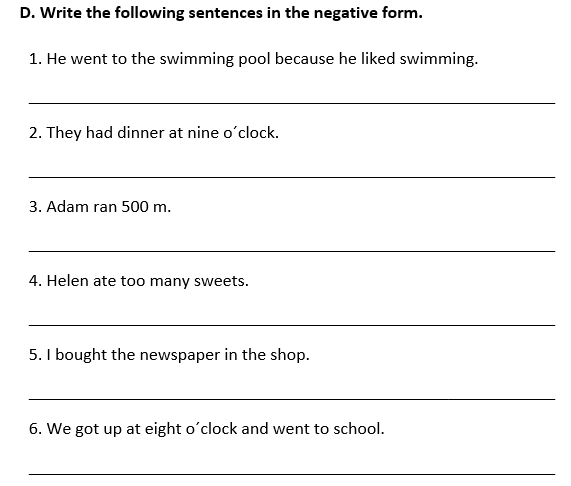 D. Write the following sentences in the negative form.
1. He went to the swimming pool because he liked swimming.
2. They had dinner at nine o´clock.
3. Adam ran 500 m.
4. Helen ate too many sweets.
5. I bought the newspaper in the shop.
6. We got up at eight o´clock and went to school.